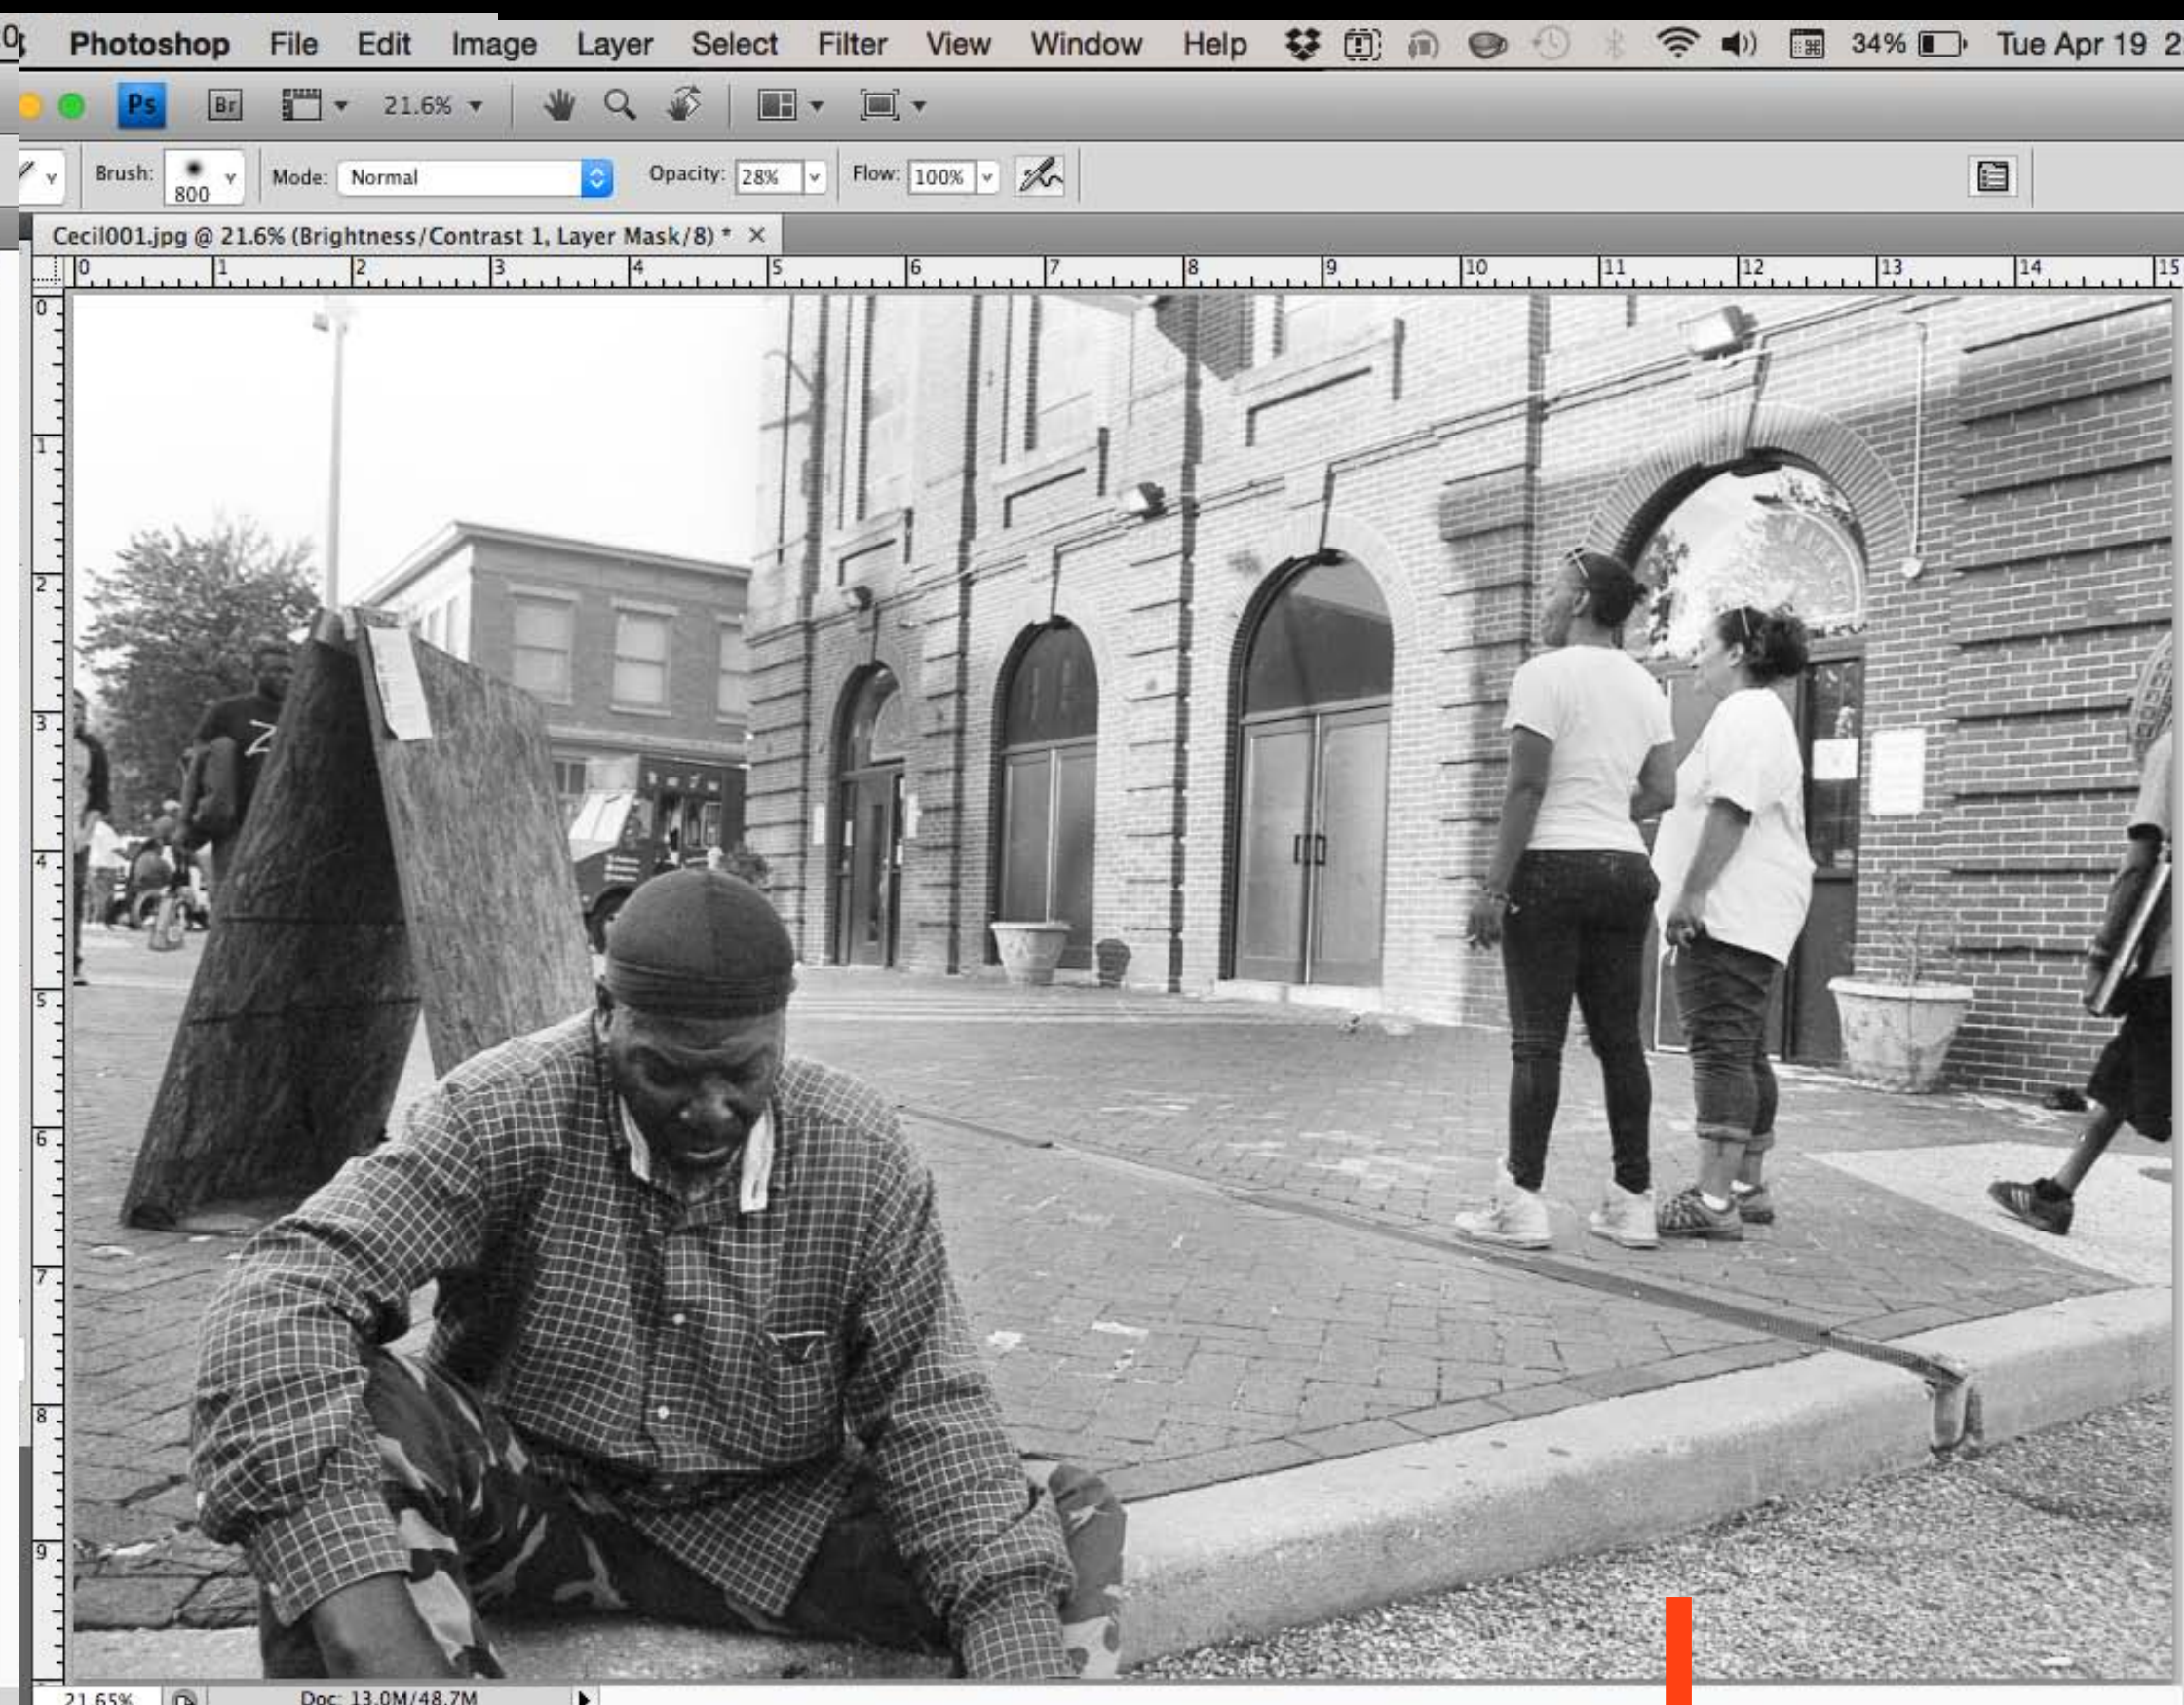 Photoshop File Edit Image Layer Select Filter View Window Help 34% Tue Apr 19 2
Ps Br 21.6%
Brush: 800 Mode: Normal Opacity: 28% Flow: 100%
Cecil001.jpg @ 21.6% (Brightness/Contrast 1, Layer Mask/8) * ×
0 1 2 3 4 5 6 7 8 9 10 11 12 13 14 15
0
1
2
3
4
5
6
7
8
9
21.65% Doc: 13.0M/48.7M